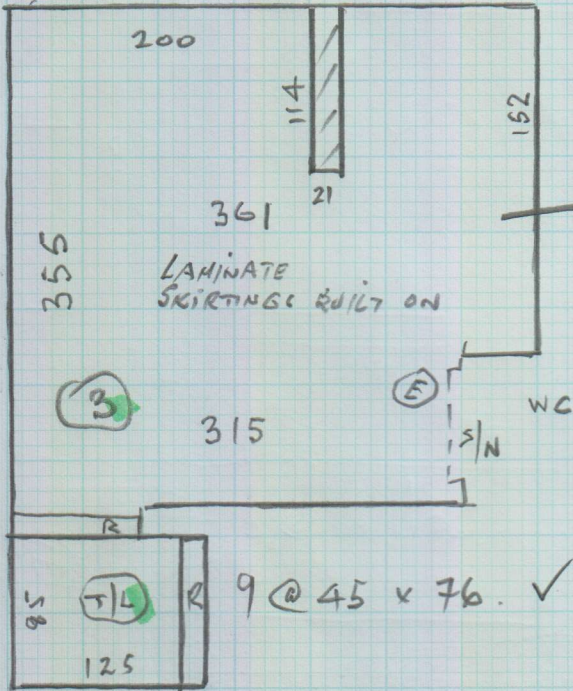 200
114
152
21
361
355
LAMINATE
SKIRTINGS BUILT ON
3
E
WC
315
S/N
R
85
T/L
R
9 @ 45 x 76. ✓
125